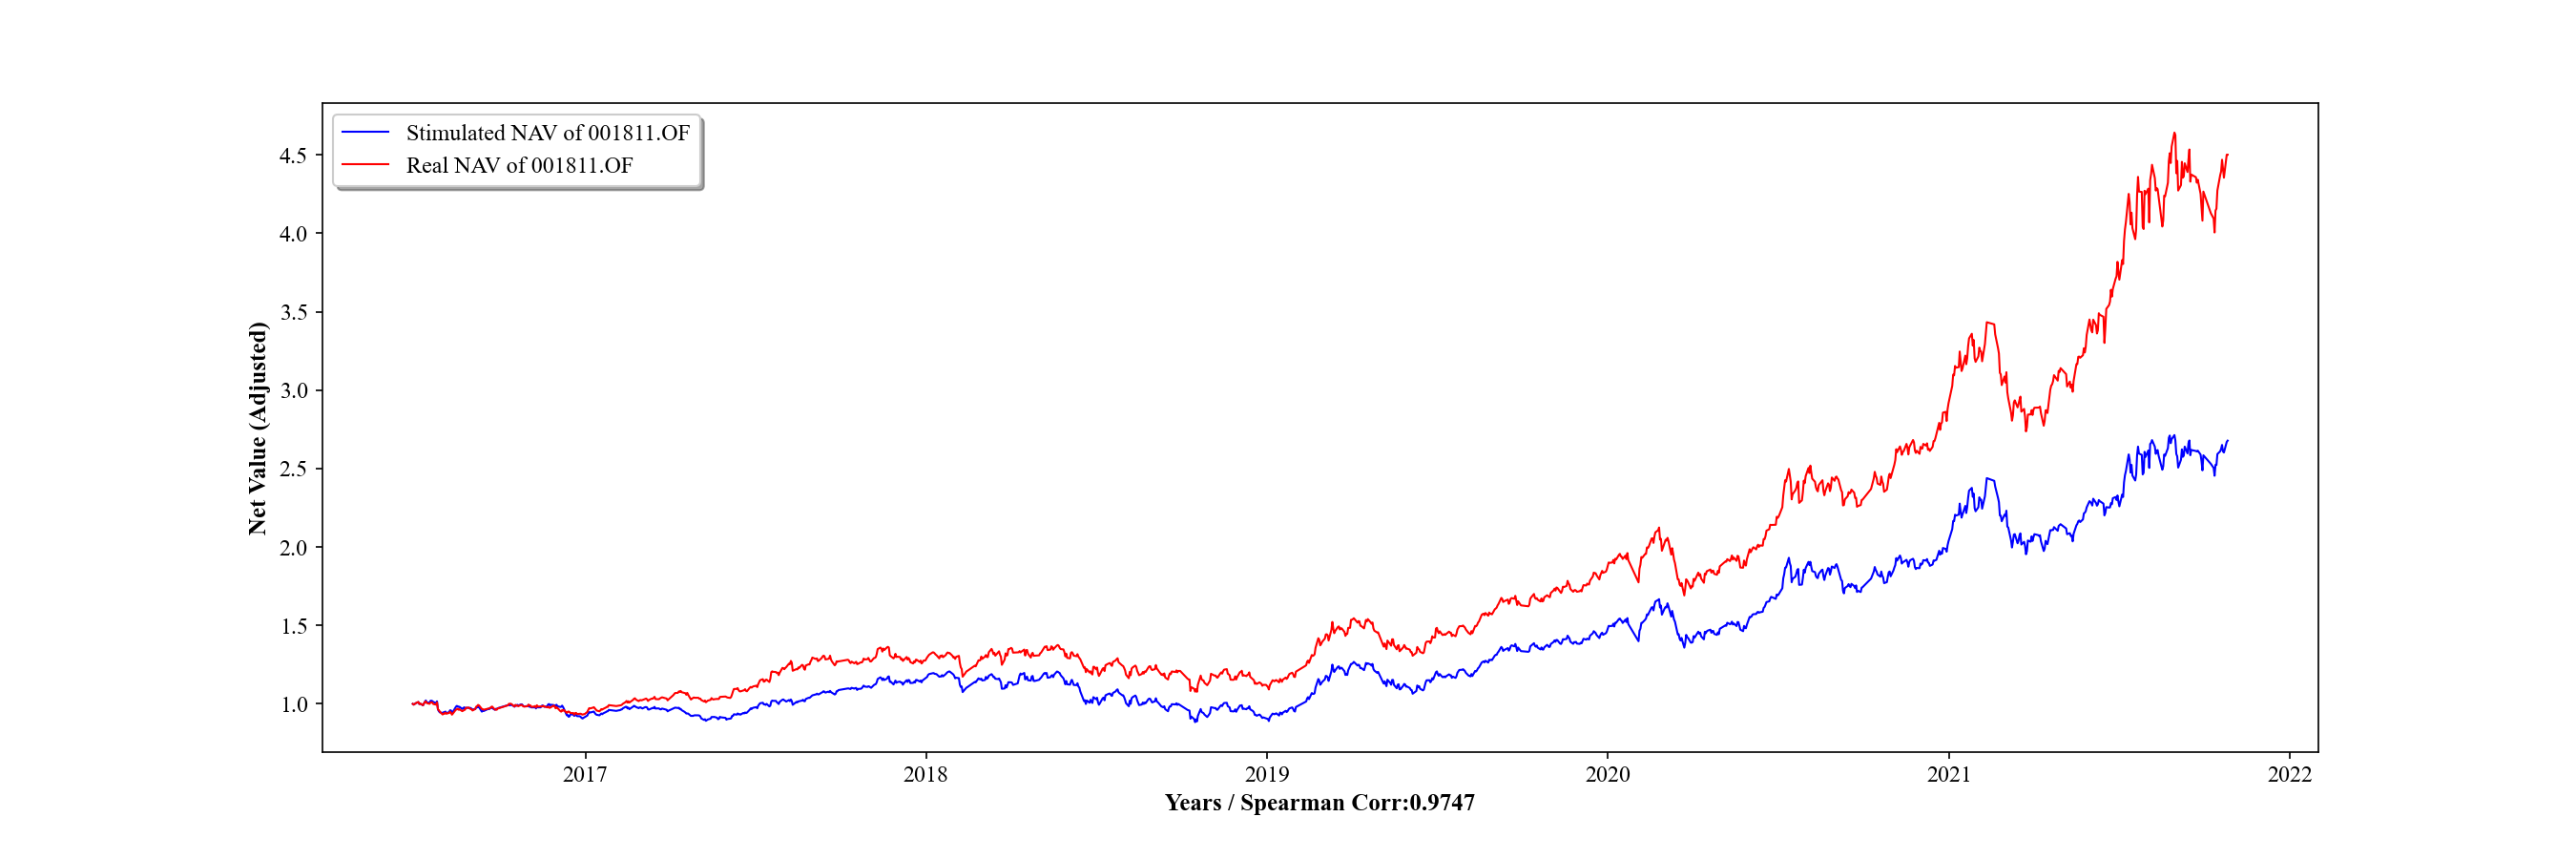 Stimulated NAV of 001811.OF
Real NAV of 001811.OF
Net Value (Adjusted)
4.5
4.0
3.5
3.0
2.5
2.0
1.5
1.0
2017 2018 2019 2020 2021 2022
Years / Spearman Corr:0.9747